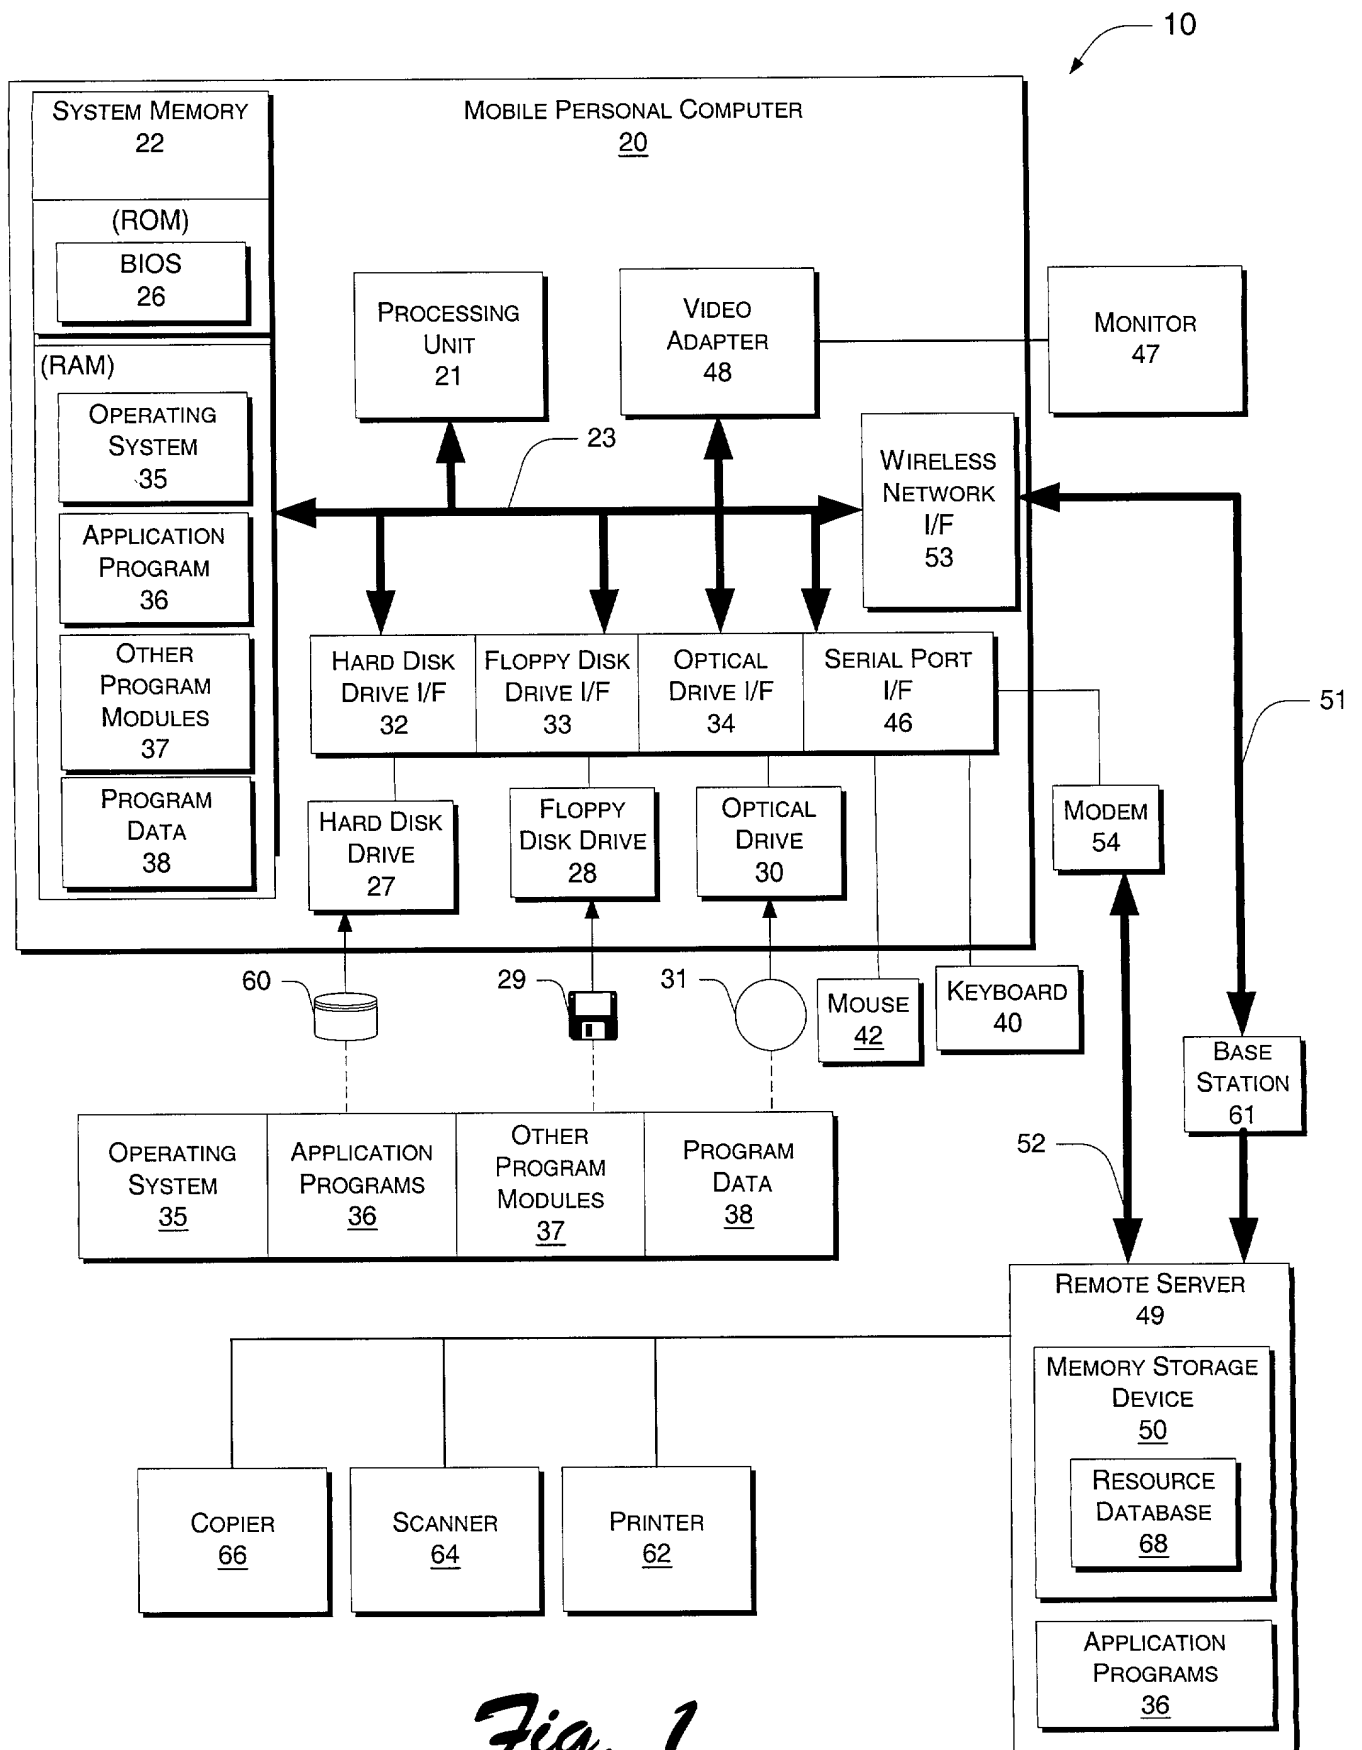 10
SYSTEM MEMORY
22
MOBILE PERSONAL COMPUTER
20
(ROM)
BIOS
26
(RAM)
OPERATING
SYSTEM
35
APPLICATION
PROGRAM
36
OTHER
PROGRAM
MODULES
37
PROGRAM
DATA
38
PROCESSING
UNIT
21
VIDEO
ADAPTER
48
MONITOR
47
23
WIRELESS
NETWORK
I/F
53
HARD DISK
DRIVE I/F
32
FLOPPY DISK
DRIVE I/F
33
OPTICAL
DRIVE I/F
34
SERIAL PORT
I/F
46
51
HARD DISK
DRIVE
27
FLOPPY
DISK DRIVE
28
OPTICAL
DRIVE
30
MODEM
54
60
29
31
MOUSE
42
KEYBOARD
40
BASE
STATION
61
52
OPERATING
SYSTEM
35
APPLICATION
PROGRAMS
36
OTHER
PROGRAM
MODULES
37
PROGRAM
DATA
38
REMOTE SERVER
49
MEMORY STORAGE
DEVICE
50
RESOURCE
DATABASE
68
COPIER
66
SCANNER
64
PRINTER
62
APPLICATION
PROGRAMS
36
Fig. 1